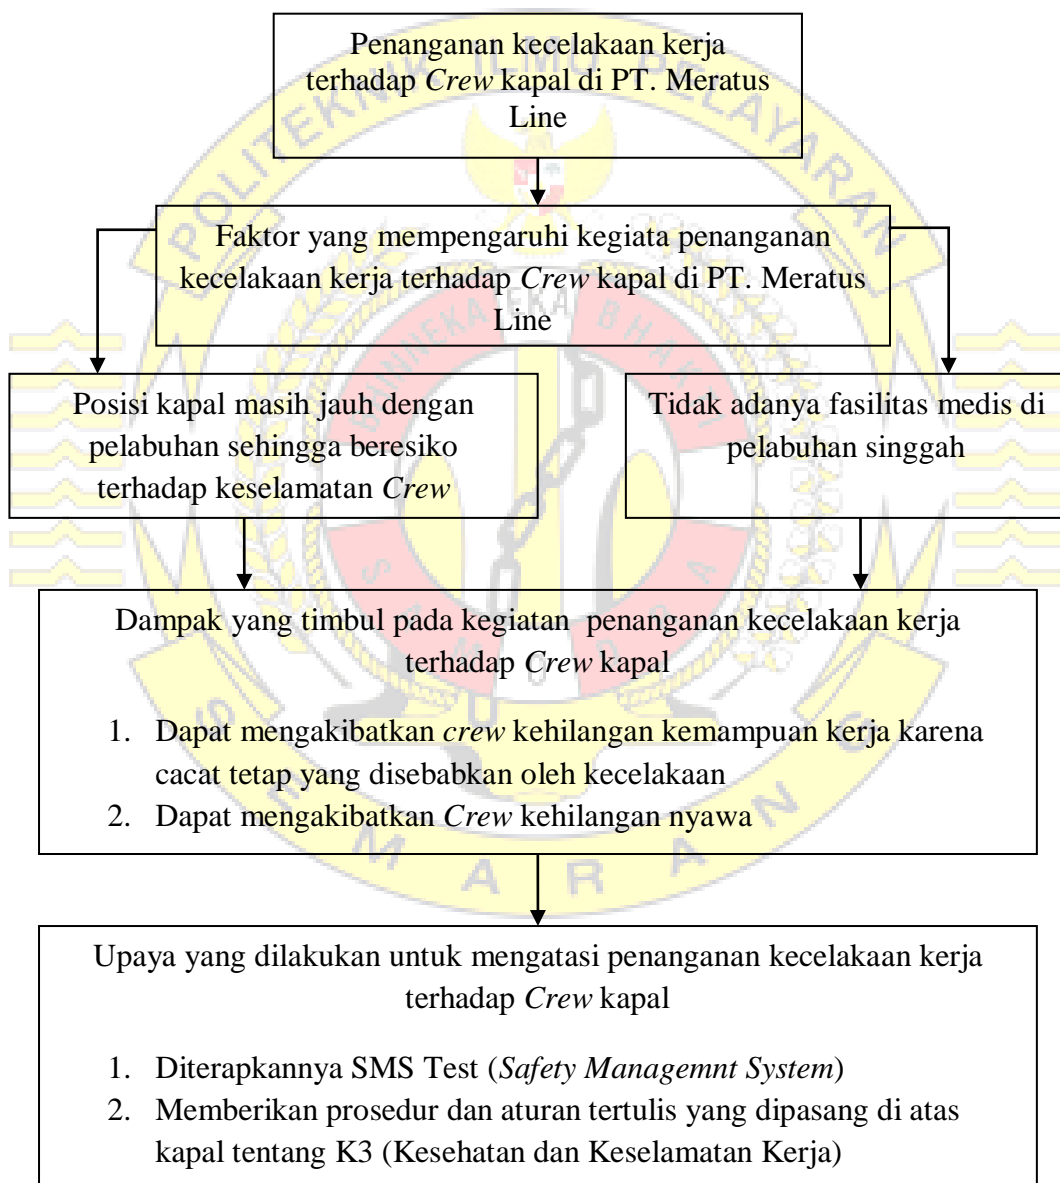 Penanganan kecelakaan kerja
terhadap Crew kapal di PT. Meratus
Line
Faktor yang mempengaruhi kegiata penanganan
kecelakaan kerja terhadap Crew kapal di PT. Meratus
Line
Posisi kapal masih jauh dengan
pelabuhan sehingga beresiko
terhadap keselamatan Crew
Tidak adanya fasilitas medis di
pelabuhan singgah
Dampak yang timbul pada kegiatan penanganan kecelakaan kerja
terhadap Crew kapal
1. Dapat mengakibatkan crew kehilangan kemampuan kerja karena
cacat tetap yang disebabkan oleh kecelakaan
2. Dapat mengakibatkan Crew kehilangan nyawa
Upaya yang dilakukan untuk mengatasi penanganan kecelakaan kerja
terhadap Crew kapal
1. Diterapkannya SMS Test (Safety Managemnt System)
2. Memberikan prosedur dan aturan tertulis yang dipasang di atas
kapal tentang K3 (Kesehatan dan Keselamatan Kerja)
POLITEKNIK ILMU PELAYARAN
SEMARANG